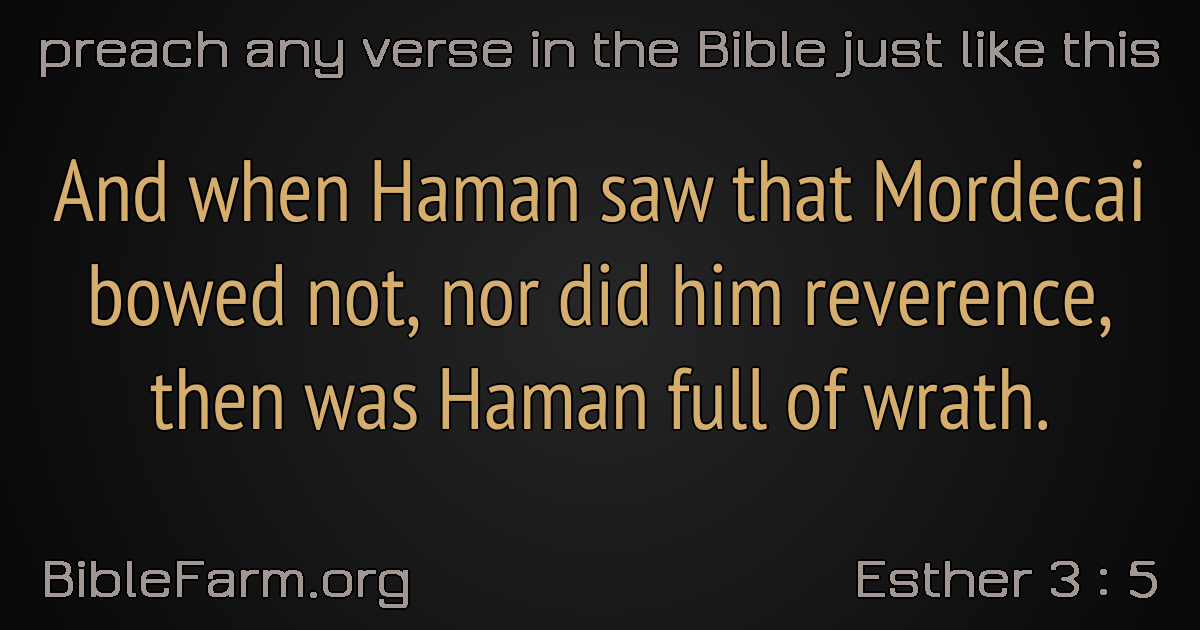 preach any verse in the Bible just like this
And when Haman saw that Mordecai
bowed not, nor did him reverence,
then was Haman full of wrath.
BibleFarm.org
Esther 3 : 5